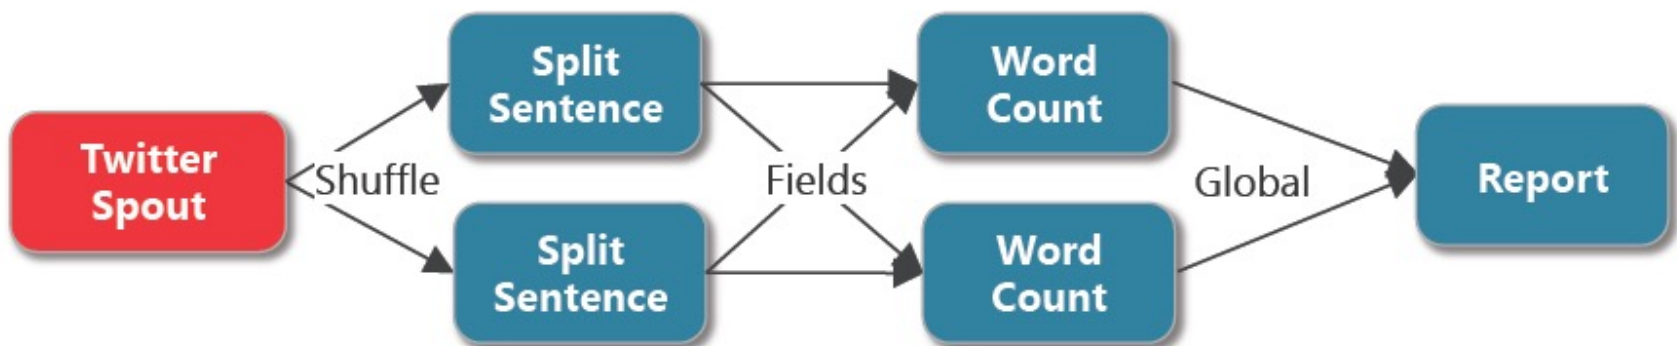 Twitter
Spout
Shuffle
Split
Sentence
Split
Sentence
Fields
Word
Count
Word
Count
Global
Report